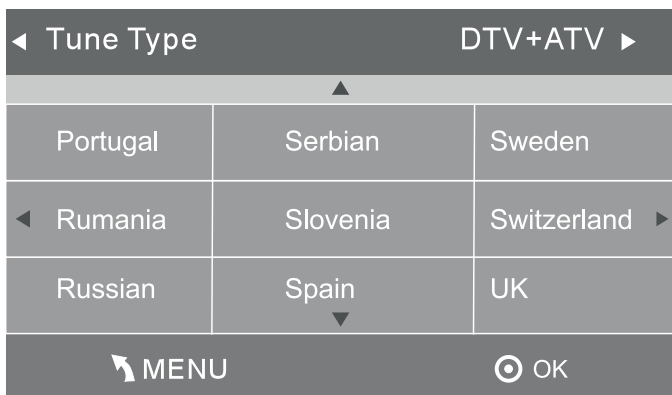 Tune Type DTV+ATV
Portugal Serbian Sweden
Rumania Slovenia Switzerland
Russian Spain UK
MENU OK